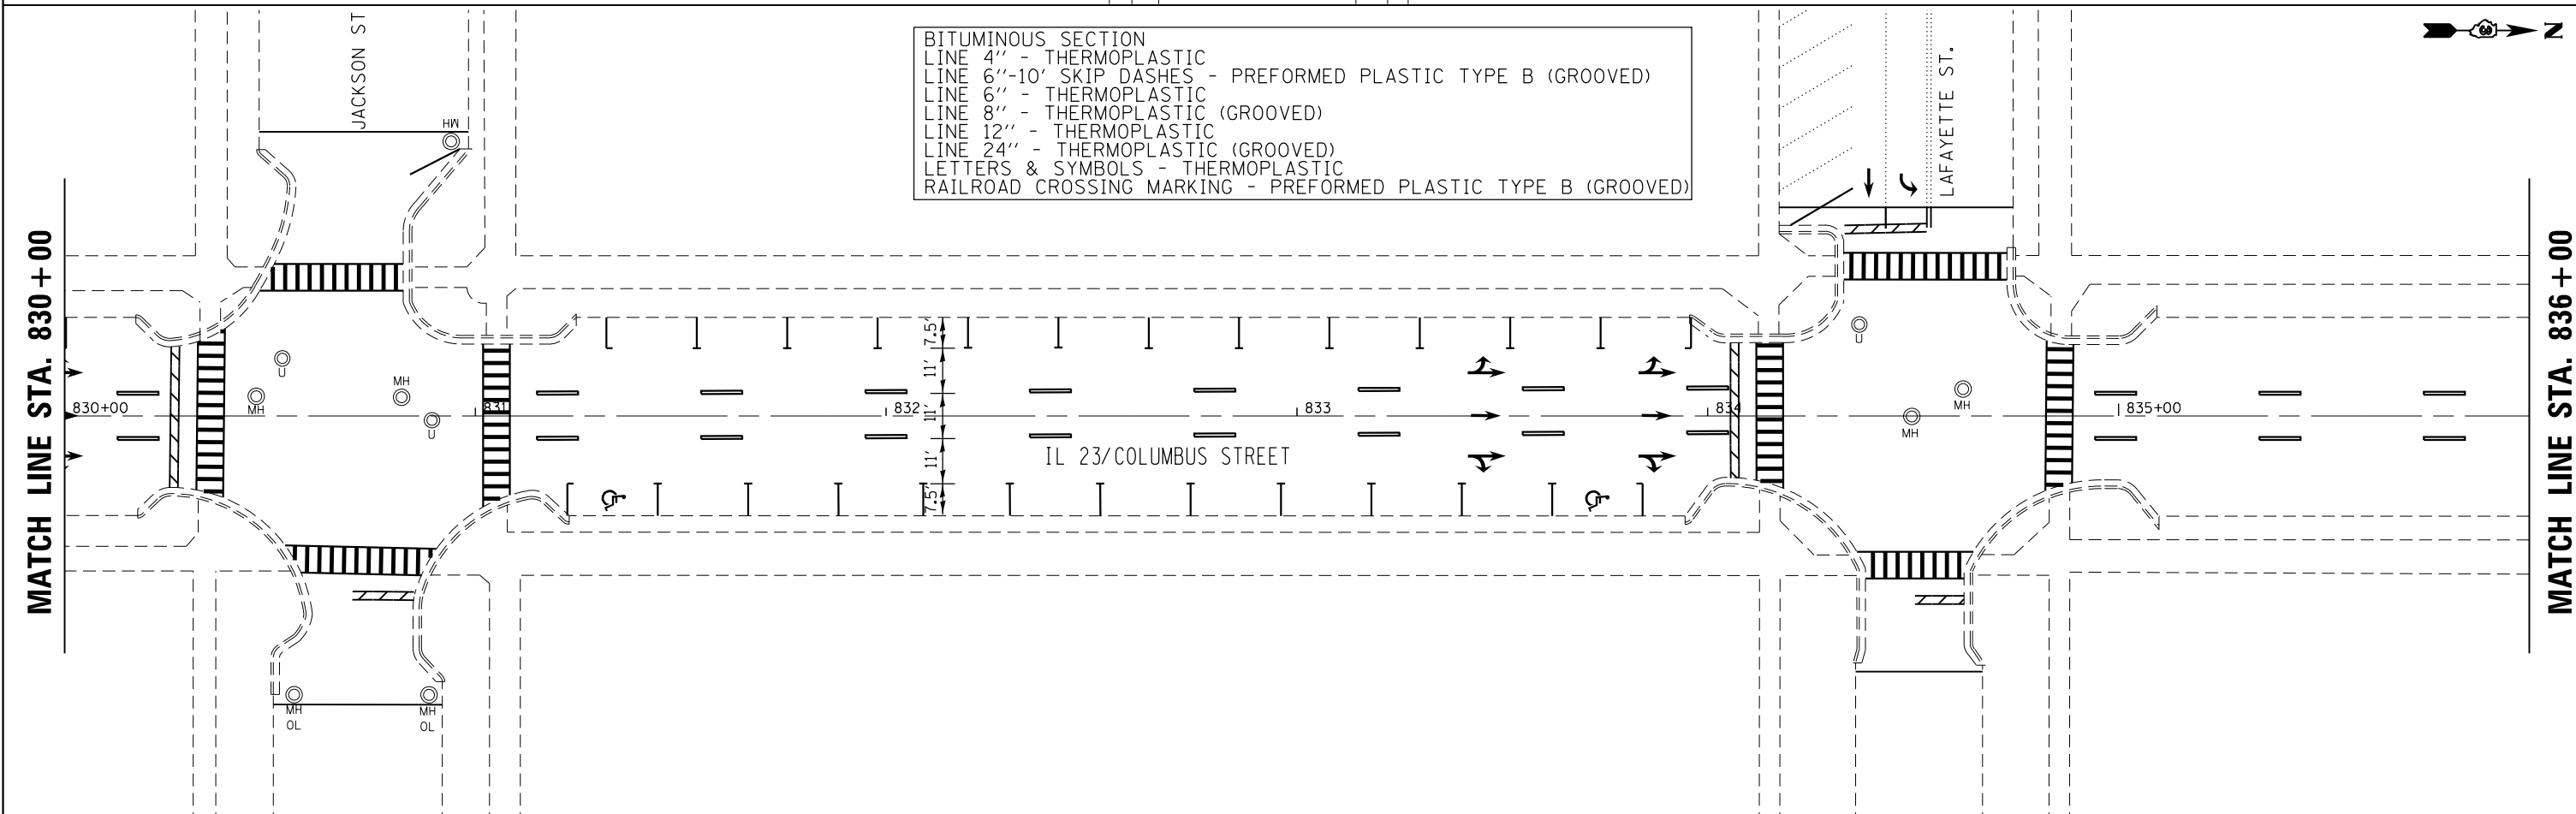 JACKSON ST
MH
BITUMINOUS SECTION
LINE 4'' - THERMOPLASTIC
LINE 6''-10' SKIP DASHES - PREFORMED PLASTIC TYPE B (GROOVED)
LINE 6'' - THERMOPLASTIC
LINE 8'' - THERMOPLASTIC (GROOVED)
LINE 12'' - THERMOPLASTIC
LINE 24'' - THERMOPLASTIC (GROOVED)
LETTERS & SYMBOLS - THERMOPLASTIC
RAILROAD CROSSING MARKING - PREFORMED PLASTIC TYPE B (GROOVED)
LAFAYETTE ST.
N
MATCH LINE STA. 830+00
7.5'
11'
11'
11'
7.5'
U
MH
MH
U
830+00
831
832
833
834
835+00
IL 23/COLUMBUS STREET
U
MH
MH
MH
OL
MH
OL
MATCH LINE STA. 836+00